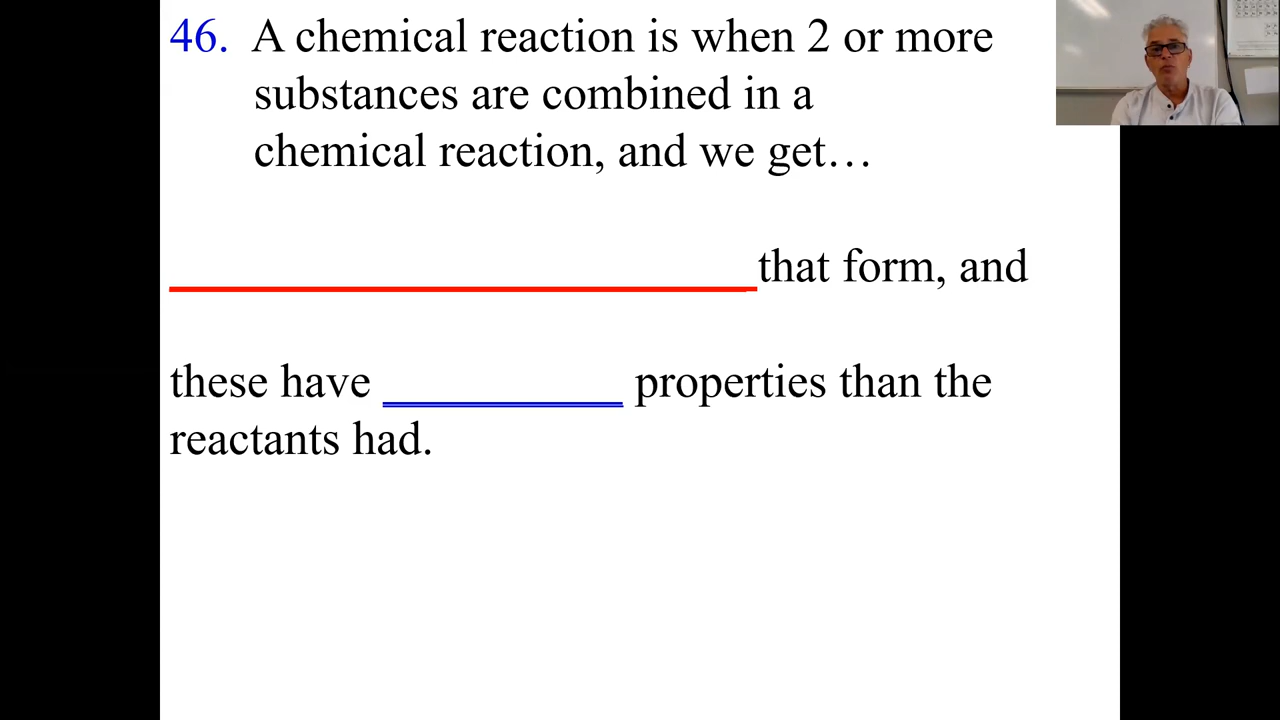 46. A chemical reaction is when 2 or more
substances are combined in a
chemical reaction, and we get…
that form, and
these have __________ properties than the
reactants had.